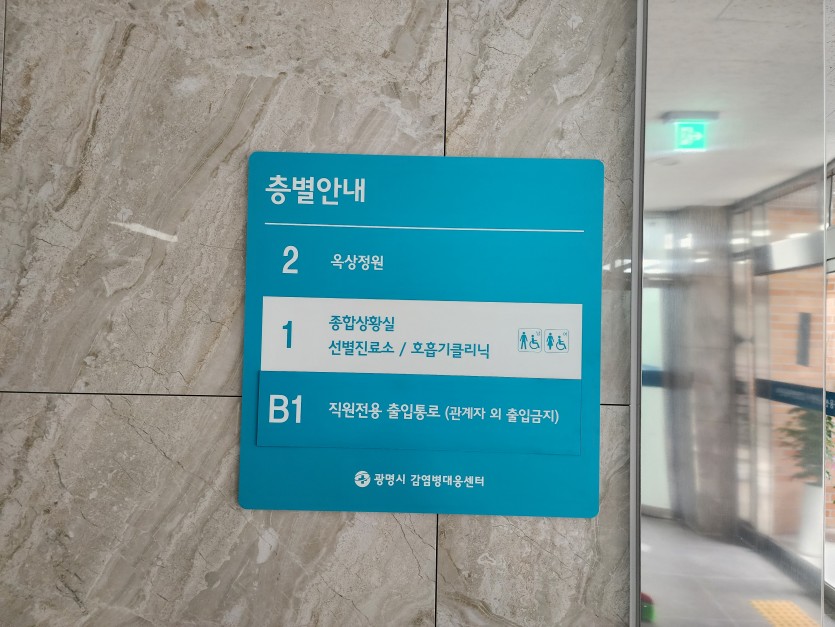 층별안내
2 옥상정원
1 종합상황실
선별진료소 / 호흡기클리닉
B1 직원전용 출입통로 (관계자 외 출입금지)
광명시 감염병대응센터